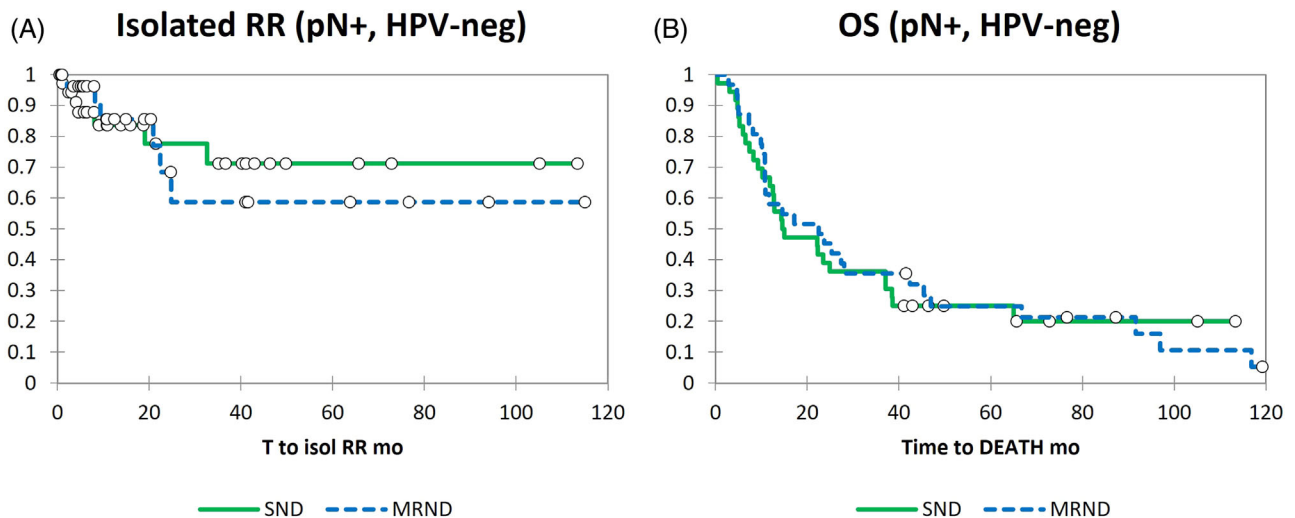 (A) Isolated RR (pN+, HPV-neg)
1
0.9
0.8
0.7
0.6
0.5
0.4
0.3
0.2
0.1
0
0 20 40 60 80 100 120
T to isol RR mo
SND MRND
(B) OS (pN+, HPV-neg)
1
0.9
0.8
0.7
0.6
0.5
0.4
0.3
0.2
0.1
0
0 20 40 60 80 100 120
Time to DEATH mo
SND MRND